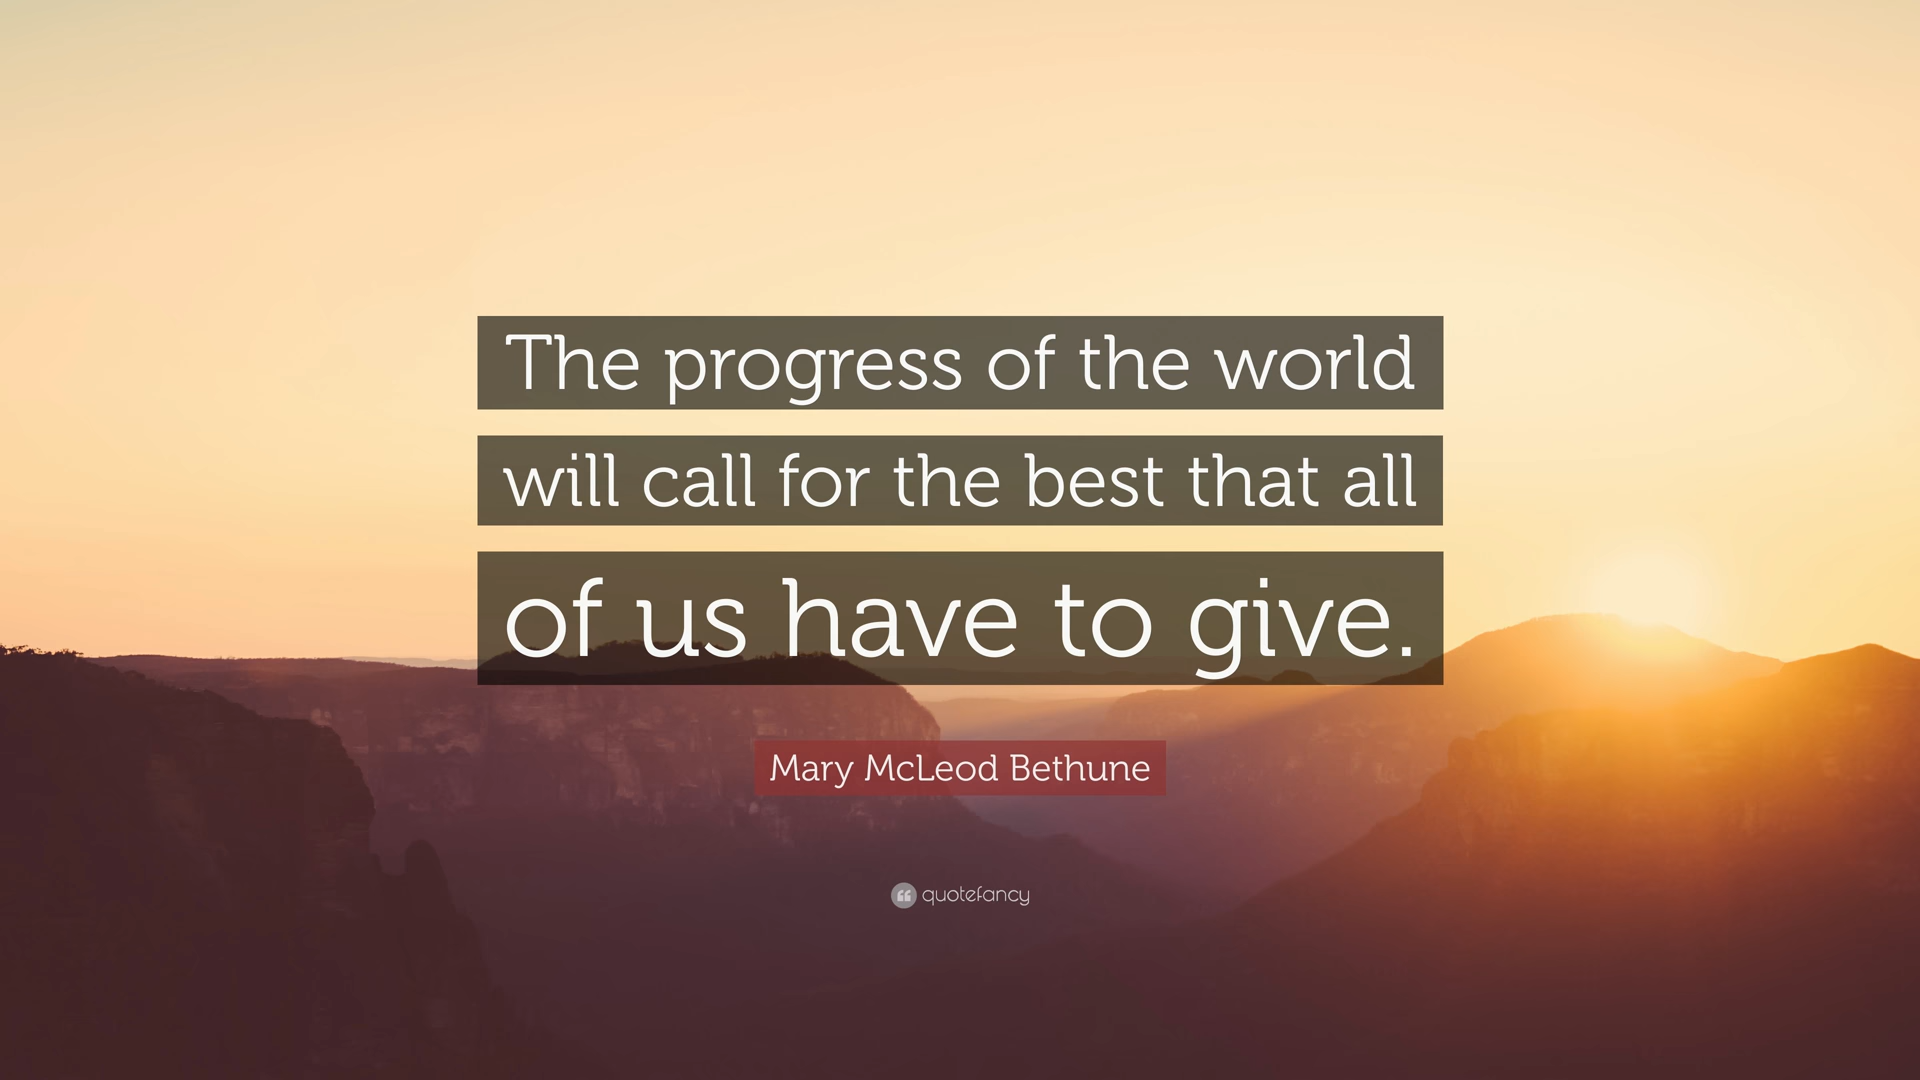 The progress of the world
will call for the best that all
of us have to give.
Mary McLeod Bethune
quotefancy